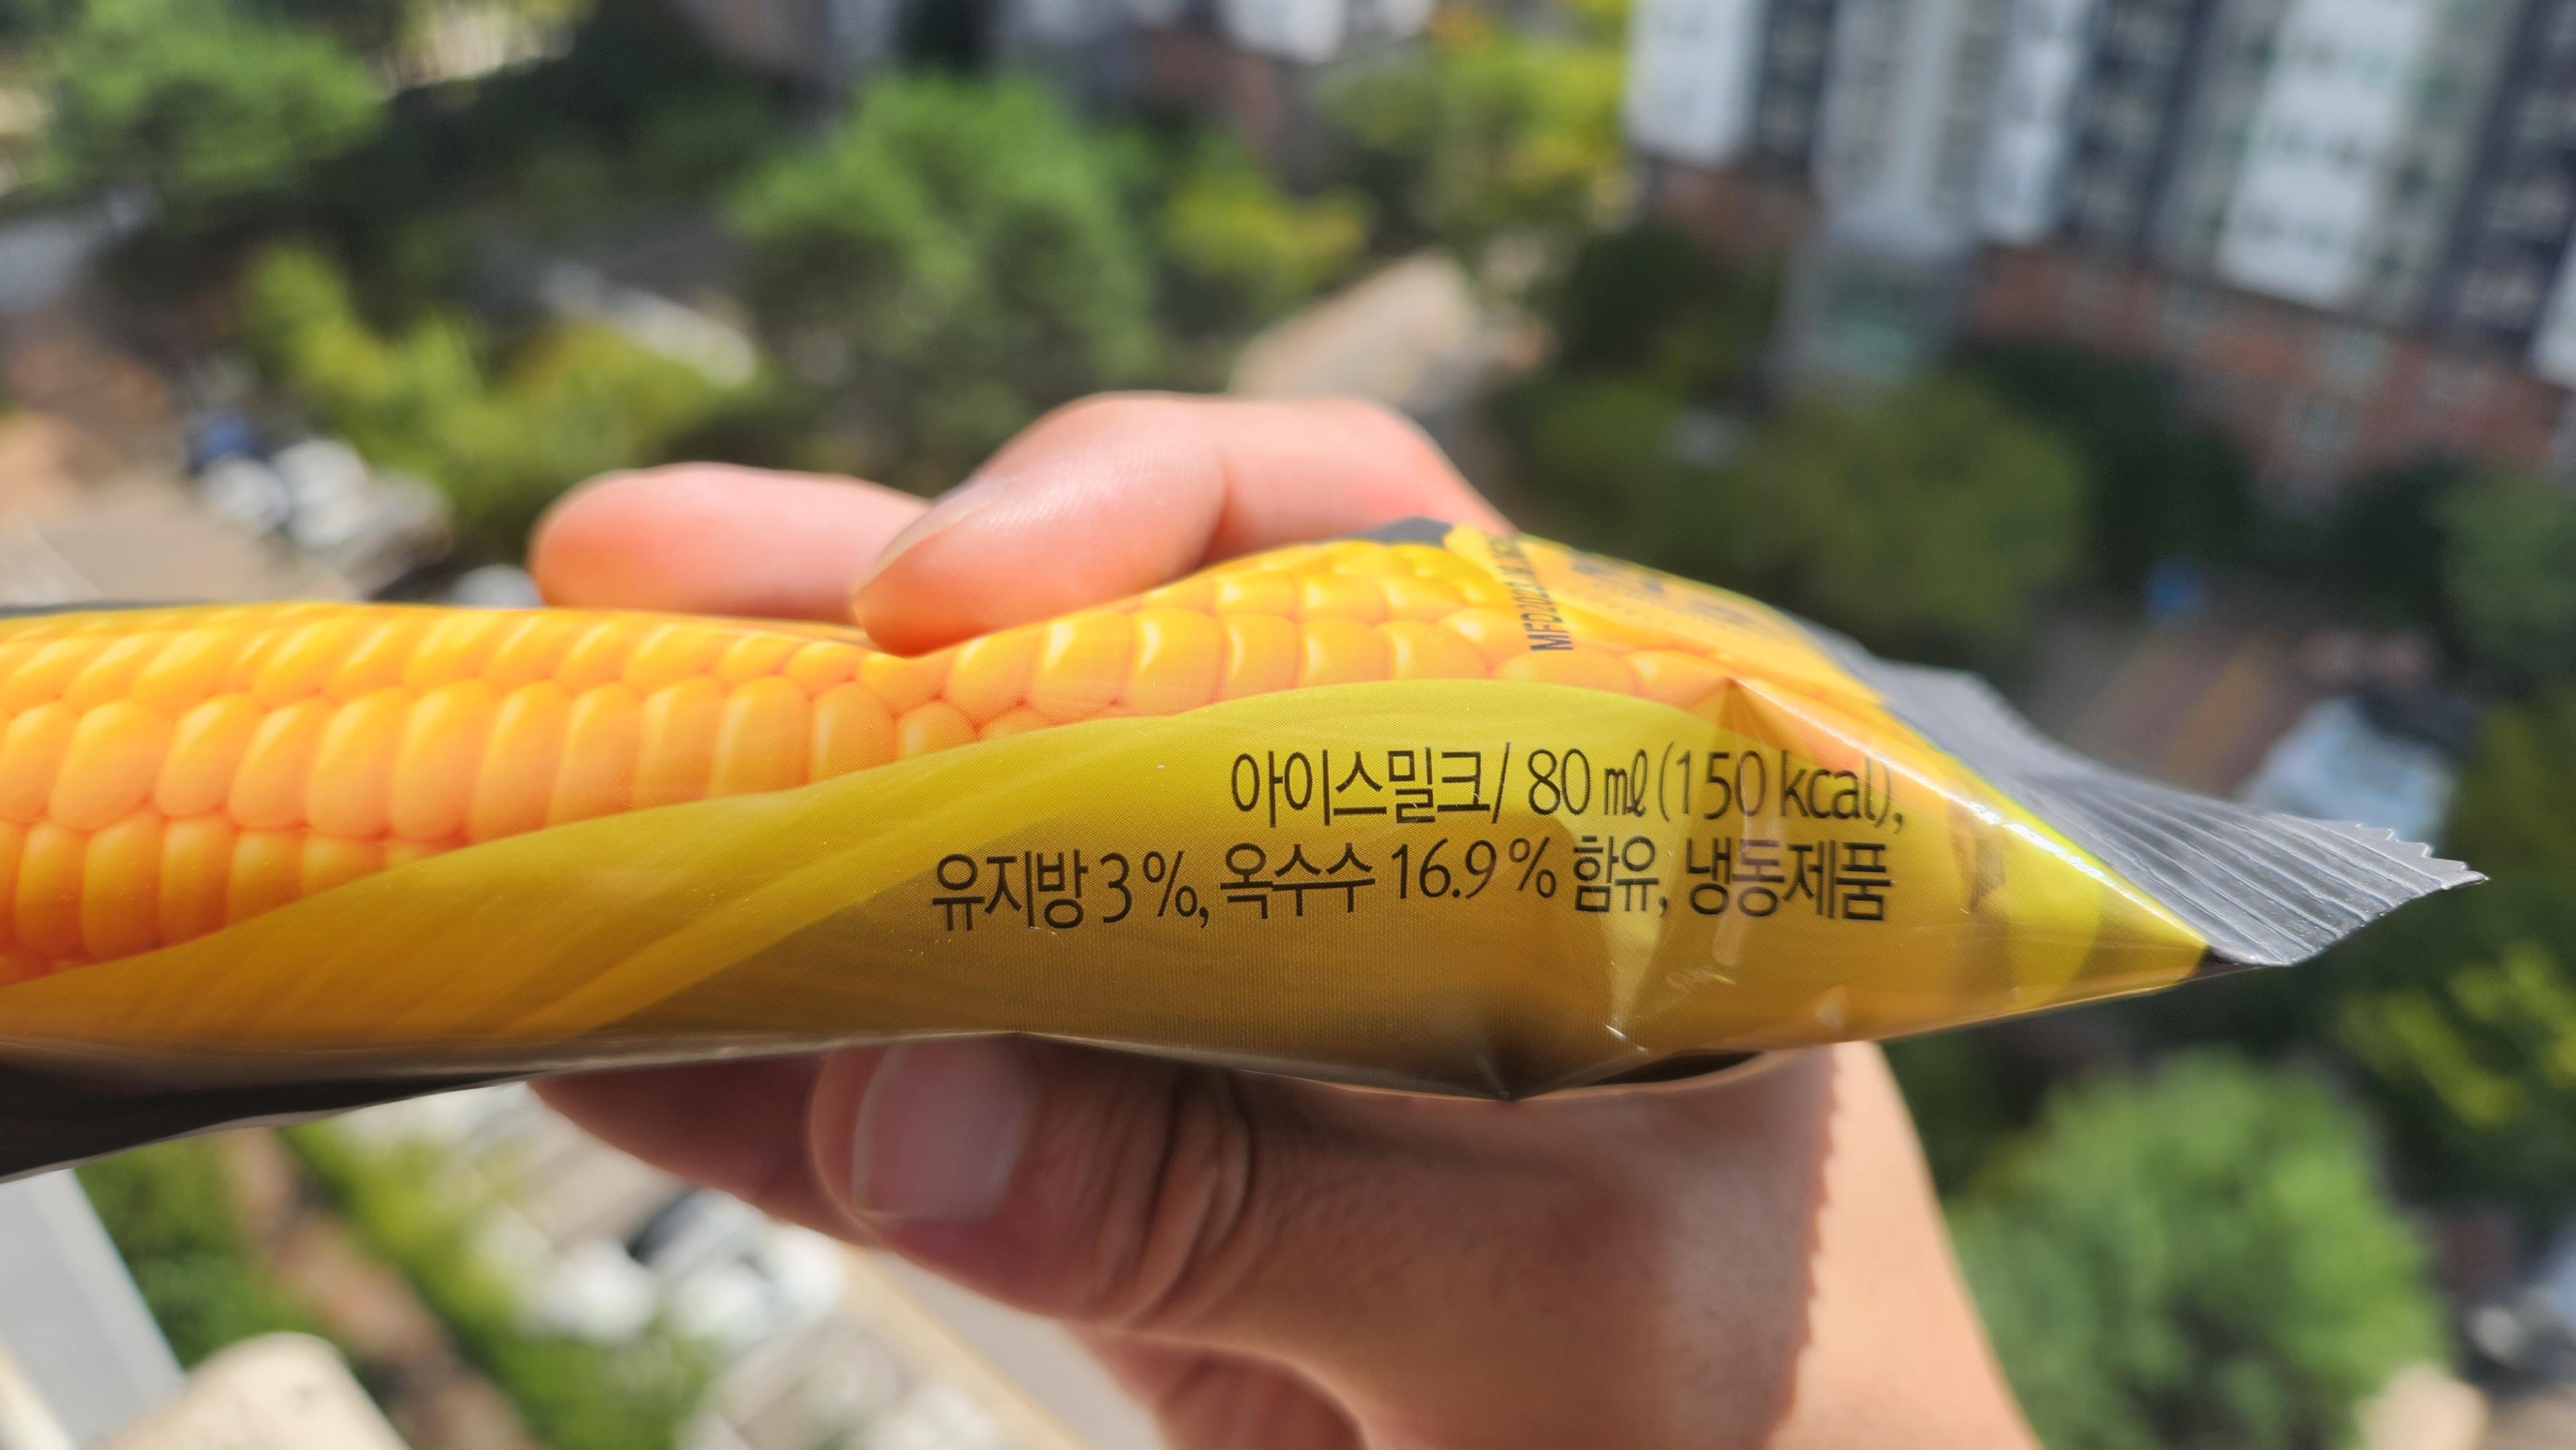 아이스밀크/ 80 ㎖ (150 kcal),
유지방 3 %, 옥수수 16.9 % 함유, 냉동제품